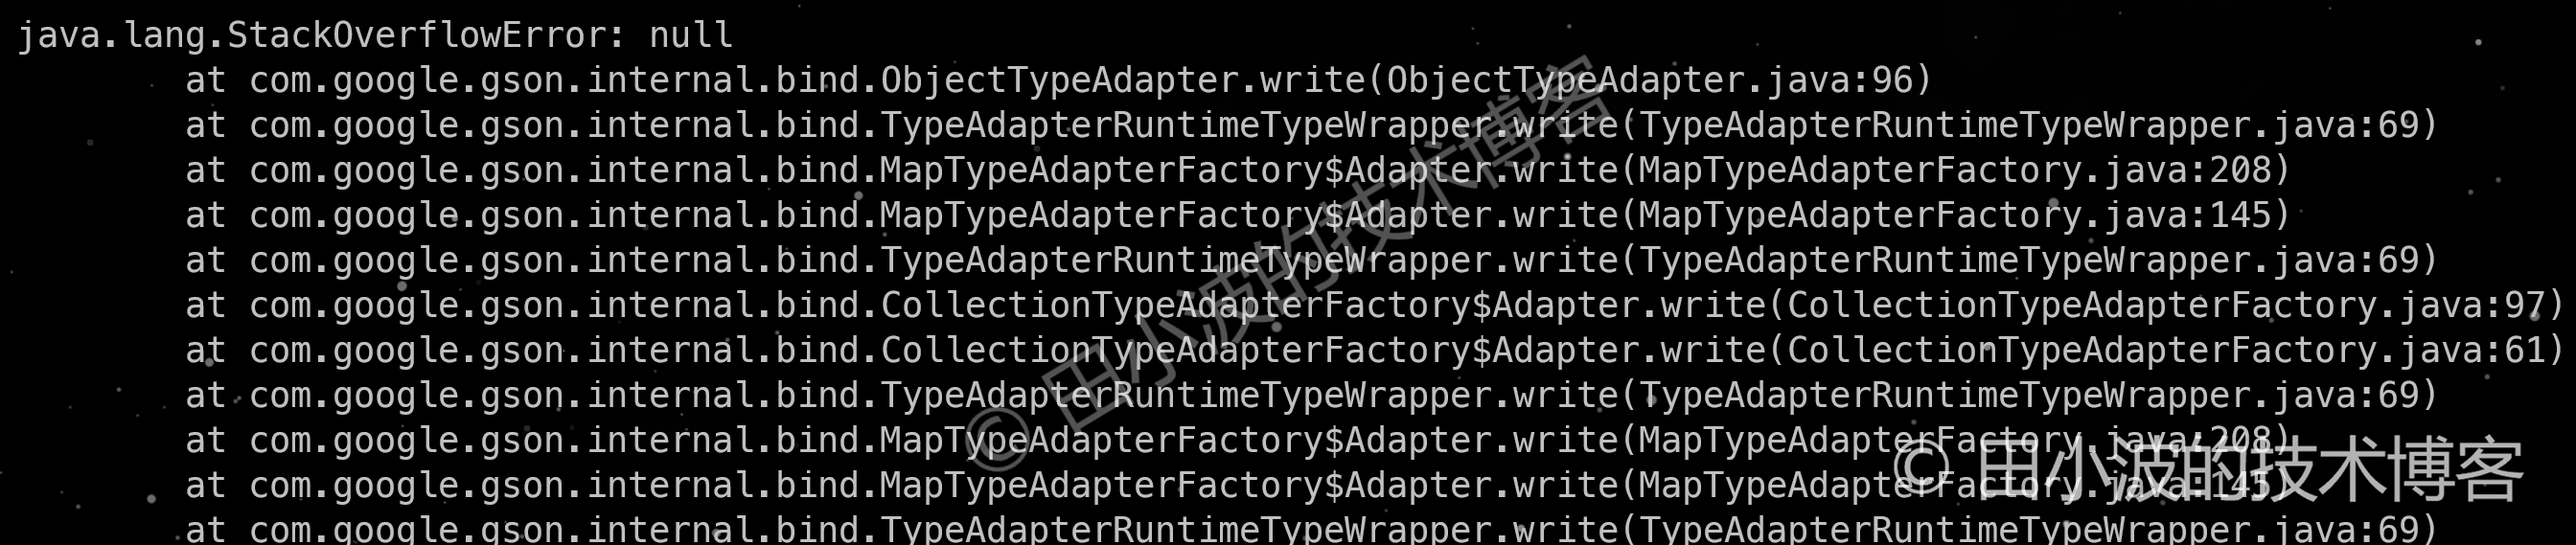 java.lang.StackOverflowError: null
at com.google.gson.internal.bind.ObjectTypeAdapter.write(ObjectTypeAdapter.java:96)
at com.google.gson.internal.bind.TypeAdapterRuntimeTypeWrapper.write(TypeAdapterRuntimeTypeWrapper.java:69)
at com.google.gson.internal.bind.MapTypeAdapterFactory$Adapter.write(MapTypeAdapterFactory.java:208)
at com.google.gson.internal.bind.MapTypeAdapterFactory$Adapter.write(MapTypeAdapterFactory.java:145)
at com.google.gson.internal.bind.TypeAdapterRuntimeTypeWrapper.write(TypeAdapterRuntimeTypeWrapper.java:69)
at com.google.gson.internal.bind.CollectionTypeAdapterFactory$Adapter.write(CollectionTypeAdapterFactory.java:97)
at com.google.gson.internal.bind.CollectionTypeAdapterFactory$Adapter.write(CollectionTypeAdapterFactory.java:61)
at com.google.gson.internal.bind.TypeAdapterRuntimeTypeWrapper.write(TypeAdapterRuntimeTypeWrapper.java:69)
at com.google.gson.internal.bind.MapTypeAdapterFactory$Adapter.write(MapTypeAdapterFactory.java:208)
at com.google.gson.internal.bind.MapTypeAdapterFactory$Adapter.write(MapTypeAdapterFactory.java:145)
at com.google.gson.internal.bind.TypeAdapterRuntimeTypeWrapper.write(TypeAdapterRuntimeTypeWrapper.java:69)
© 田小波的技术博客
© 田小波的技术博客